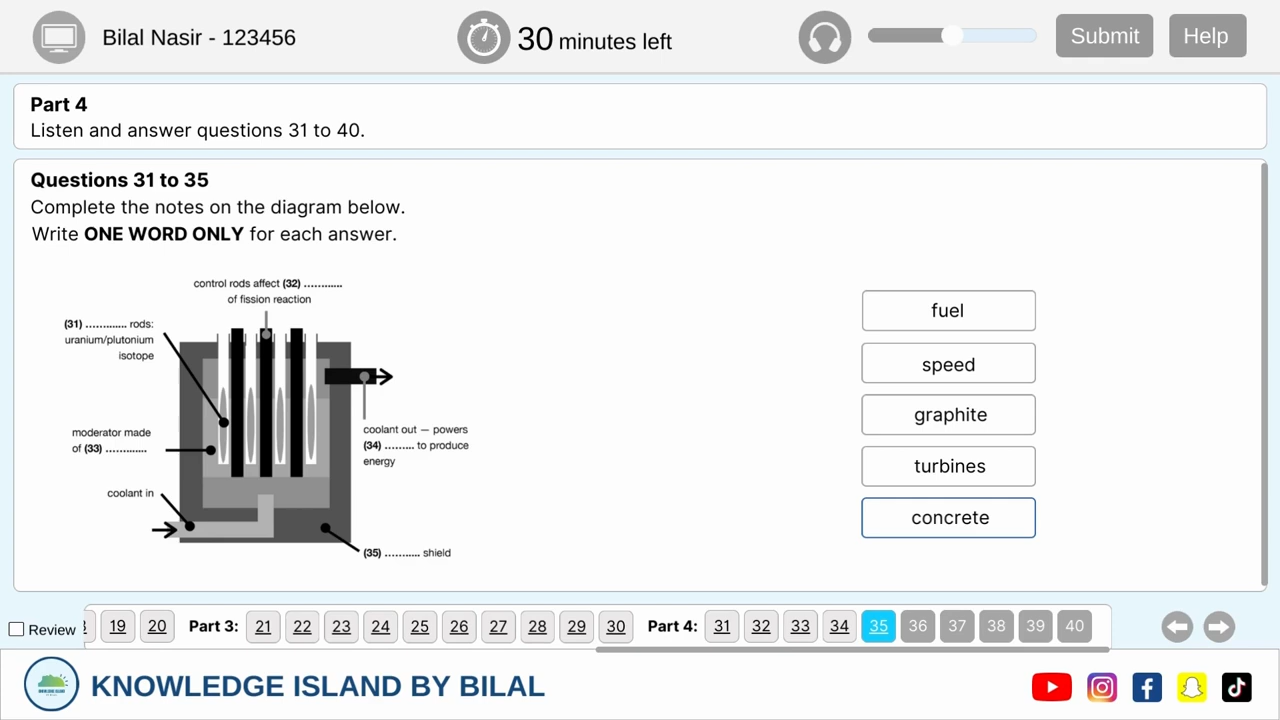 Bilal Nasir - 123456
30 minutes left
Submit
Help
Part 4
Listen and answer questions 31 to 40.
Questions 31 to 35
Complete the notes on the diagram below.
Write ONE WORD ONLY for each answer.
control rods affect (32) ............
of fission reaction
(31) ............. rods:
uranium/plutonium
isotope
moderator made
of (33) .............
coolant in
coolant out — powers
(34) ......... to produce
energy
(35) ........... shield
fuel
speed
graphite
turbines
concrete
Review
19 20 Part 3: 21 22 23 24 25 26 27 28 29 30 Part 4: 31 32 33 34 35 36 37 38 39 40
KNOWLEDGE ISLAND BY BILAL